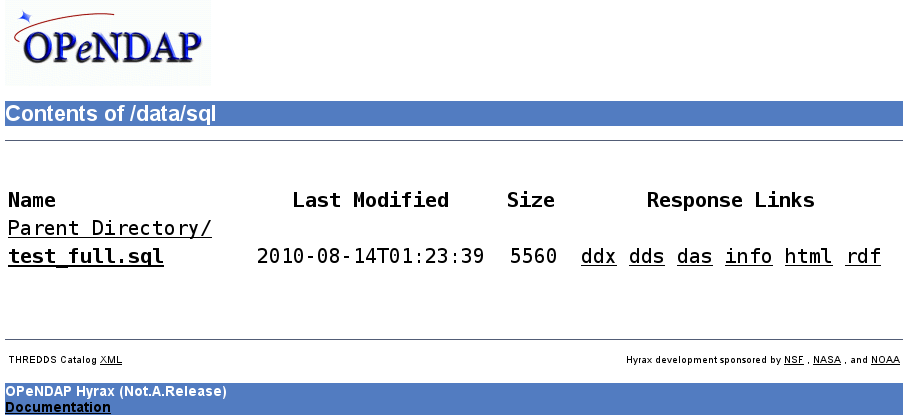 OPeNDAP
Contents of /data/sql
Name Last Modified Size Response Links
Parent Directory/
test_full.sql 2010-08-14T01:23:39 5560 ddx dds das info html rdf
THREDDS Catalog XML Hyrax development sponsored by NSF , NASA , and NOAA
OPeNDAP Hyrax (Not.A.Release)
Documentation